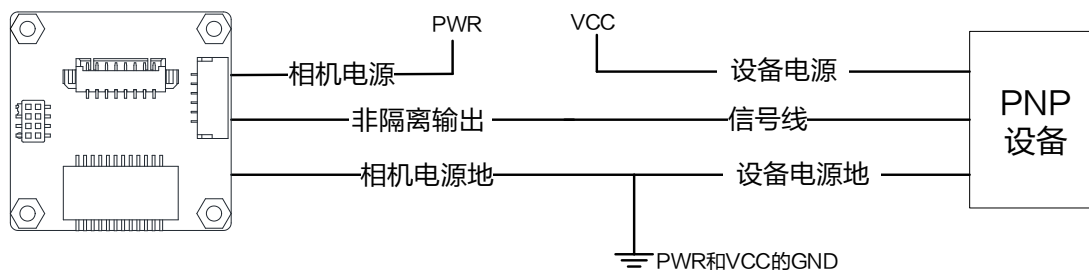 PWR
VCC
相机电源
设备电源
非隔离输出
信号线
PNP
设备
相机电源地
设备电源地
PWR和VCC的GND